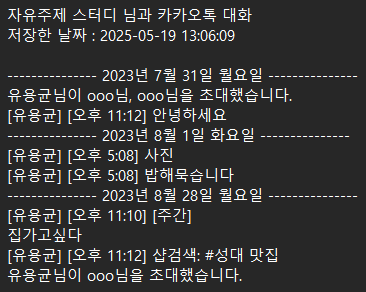 자유주제 스터디 님과 카카오톡 대화
저장한 날짜 : 2025-05-19 13:06:09

--------------- 2023년 7월 31일 월요일 ---------------
유용균님이 ooo님, ooo님을 초대했습니다.
[유용균] [오후 11:12] 안녕하세요
--------------- 2023년 8월 1일 화요일 ---------------
[유용균] [오후 5:08] 사진
[유용균] [오후 5:08] 밥해묵습니다
--------------- 2023년 8월 28일 월요일 ---------------
[유용균] [오후 11:10] [주간]
집가고싶다
[유용균] [오후 11:12] 샵검색: #성대 맛집
유용균님이 ooo님을 초대했습니다.